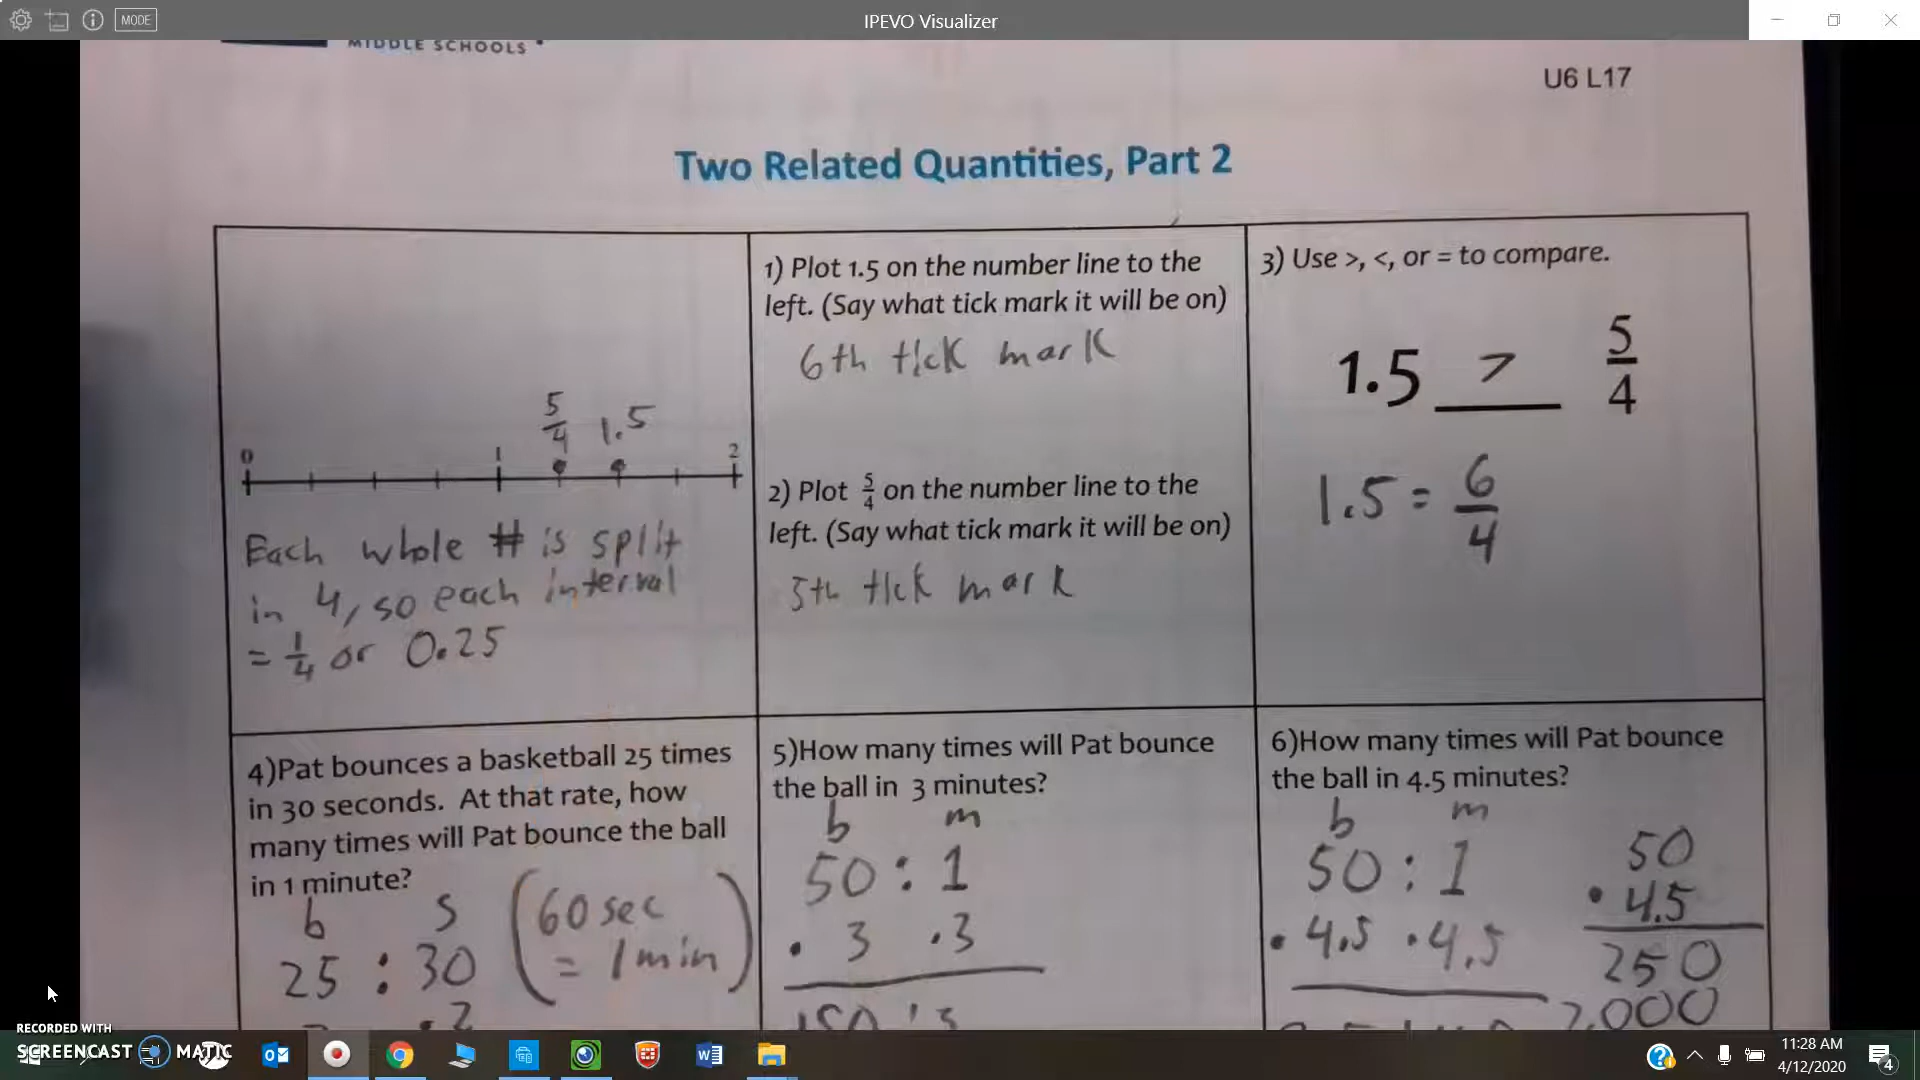 MODE
IPEVO Visualizer
MIDDLE SCHOOLS
U6 L17
Two Related Quantities, Part 2
0 1 2
5/4 1.5
Each whole # is split
in 4, so each interval
= 1/4 or 0.25
1) Plot 1.5 on the number line to the
left. (Say what tick mark it will be on)
6th tick mark
2) Plot 5/4 on the number line to the
left. (Say what tick mark it will be on)
5th tick mark
3) Use >, <, or = to compare.
1.5 > 5/4
1.5 = 6/4
4)Pat bounces a basketball 25 times
in 30 seconds. At that rate, how
many times will Pat bounce the ball
in 1 minute?
b s
25 : 30
.2
(60 sec
= 1 min)
5)How many times will Pat bounce
the ball in 3 minutes?
b m
50 : 1
. 3 .3
150 : 3
6)How many times will Pat bounce
the ball in 4.5 minutes?
b m
50 : 1
. 4.5 . 4.5
50
. 4.5
250
2,000
RECORDED WITH
SCREENCAST MATIC
11:28 AM
4/12/2020
4